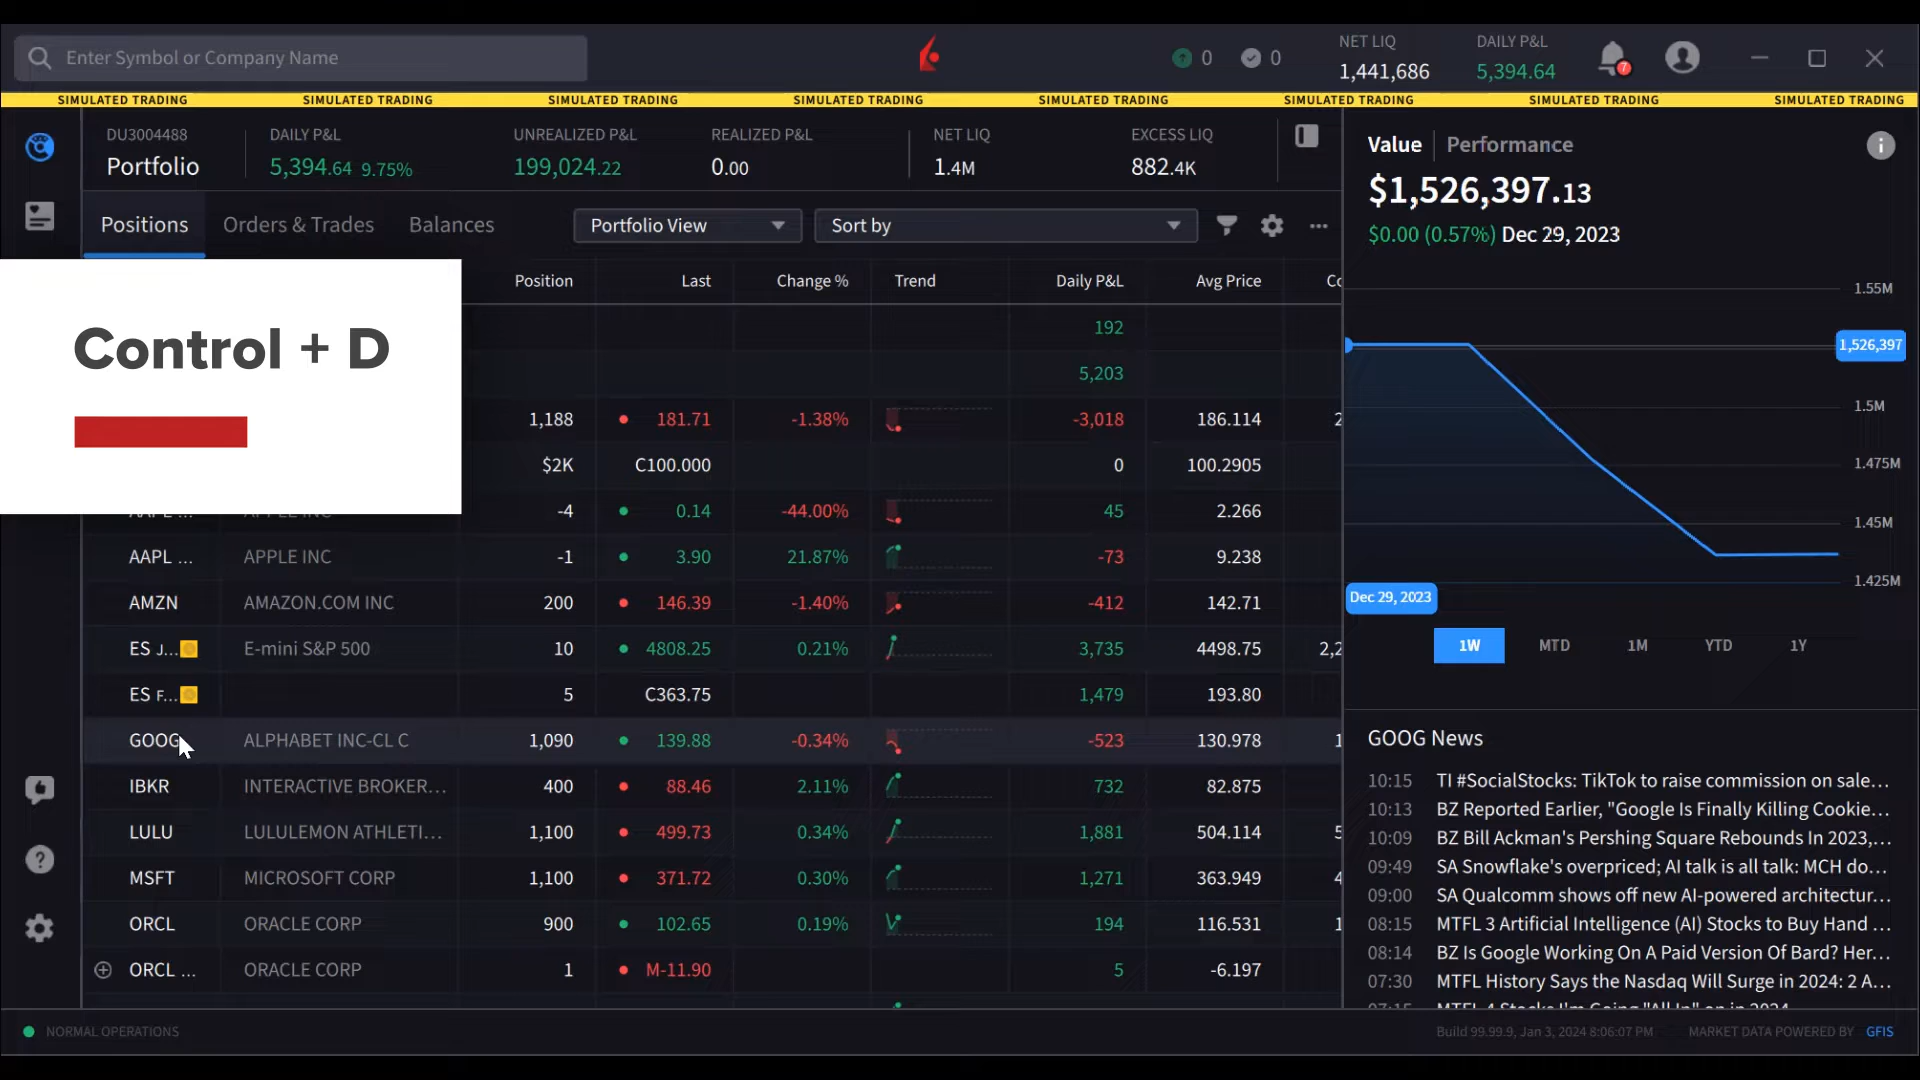 Enter Symbol or Company Name
0
0
NET LIQ
1,441,686
DAILY P&L
5,394.64
7
SIMULATED TRADING SIMULATED TRADING SIMULATED TRADING SIMULATED TRADING SIMULATED TRADING SIMULATED TRADING SIMULATED TRADING SIMULATED TRADING
DU3004488
Portfolio
DAILY P&L
5,394.64 9.75%
UNREALIZED P&L
199,024.22
REALIZED P&L
0.00
NET LIQ
1.4M
EXCESS LIQ
882.4K
Positions Orders & Trades Balances Portfolio View Sort by
Control + D
Position Last Change % Trend Daily P&L Avg Price
192
5,203
1,188 181.71 -1.38% -3,018 186.114 2
$2K C100.000 0 100.2905
-4 0.14 -44.00% 45 2.266
AAPL ... APPLE INC -1 3.90 21.87% -73 9.238
AMZN AMAZON.COM INC 200 146.39 -1.40% -412 142.71
ES J... E-mini S&P 500 10 4808.25 0.21% 3,735 4498.75 2,2
ES F... 5 C363.75 1,479 193.80
GOOG ALPHABET INC-CL C 1,090 139.88 -0.34% -523 130.978 1
IBKR INTERACTIVE BROKER... 400 88.46 2.11% 732 82.875
LULU LULULEMON ATHLETI... 1,100 499.73 0.34% 1,881 504.114 5
MSFT MICROSOFT CORP 1,100 371.72 0.30% 1,271 363.949 4
ORCL ORACLE CORP 900 102.65 0.19% 194 116.531 1
ORCL ... ORACLE CORP 1 M-11.90 5 -6.197
Value Performance
$1,526,397.13
$0.00 (0.57%) Dec 29, 2023
1.55M
1,526,397
1.5M
1.475M
1.45M
1.425M
Dec 29, 2023
1W MTD 1M YTD 1Y
GOOG News
10:15 TI #SocialStocks: TikTok to raise commission on sale...
10:13 BZ Reported Earlier, "Google Is Finally Killing Cookie...
10:09 BZ Bill Ackman's Pershing Square Rebounds In 2023,...
09:49 SA Snowflake's overpriced; AI talk is all talk: MCH do...
09:00 SA Qualcomm shows off new AI-powered architectur...
08:15 MTFL 3 Artificial Intelligence (AI) Stocks to Buy Hand ...
08:14 BZ Is Google Working On A Paid Version Of Bard? Her...
07:30 MTFL History Says the Nasdaq Will Surge in 2024: 2 A...
NORMAL OPERATIONS
Build 99.99.9, Jan 3, 2024 8:06:07 PM MARKET DATA POWERED BY GFIS